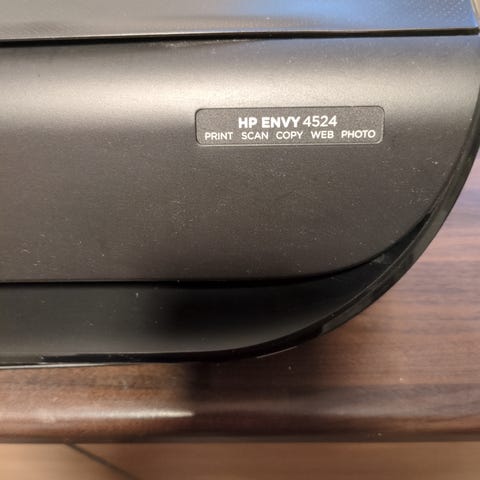 HP ENVY 4524
PRINT SCAN COPY WEB PHOTO